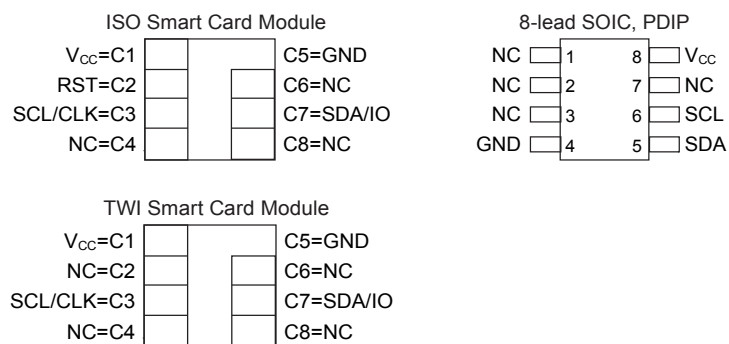 ISO Smart Card Module
VCC=C1
C5=GND
RST=C2
C6=NC
SCL/CLK=C3
C7=SDA/IO
NC=C4
C8=NC
8-lead SOIC, PDIP
NC 1 8 VCC
NC 2 7 NC
NC 3 6 SCL
GND 4 5 SDA
TWI Smart Card Module
VCC=C1
C5=GND
NC=C2
C6=NC
SCL/CLK=C3
C7=SDA/IO
NC=C4
C8=NC